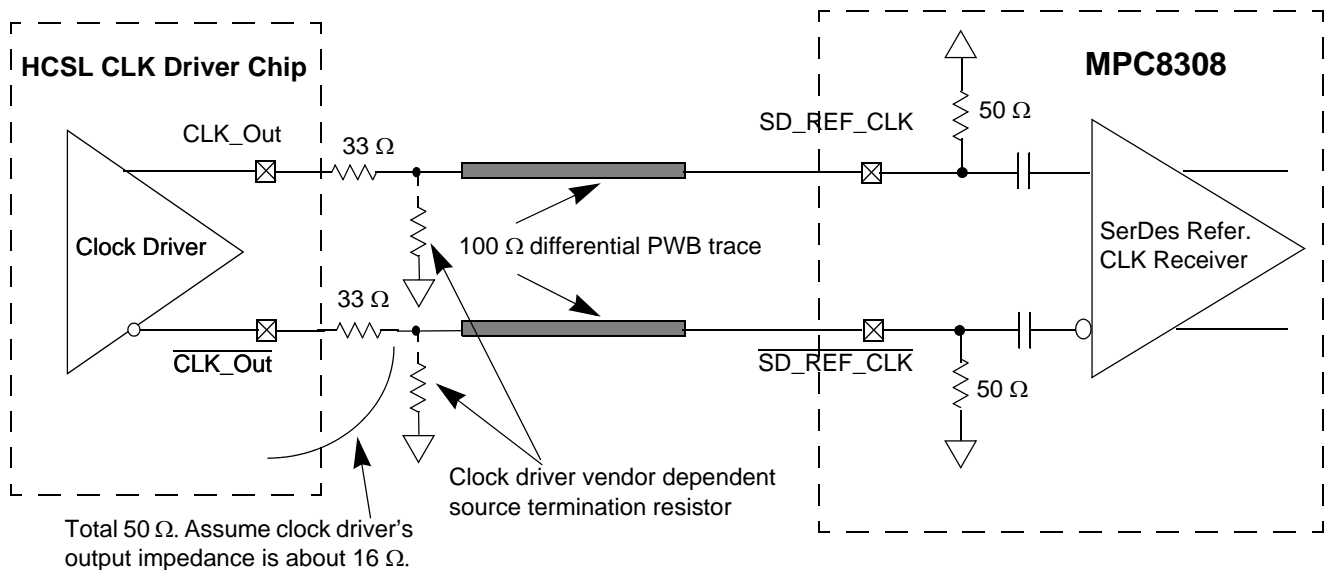 HCSL CLK Driver Chip
MPC8308
CLK_Out
33 Ω
SD_REF_CLK
50 Ω
Clock Driver
100 Ω differential PWB trace
SerDes Refer.
CLK Receiver
33 Ω
CLK_Out
SD_REF_CLK
50 Ω
Clock driver vendor dependent
source termination resistor
Total 50 Ω. Assume clock driver's
output impedance is about 16 Ω.